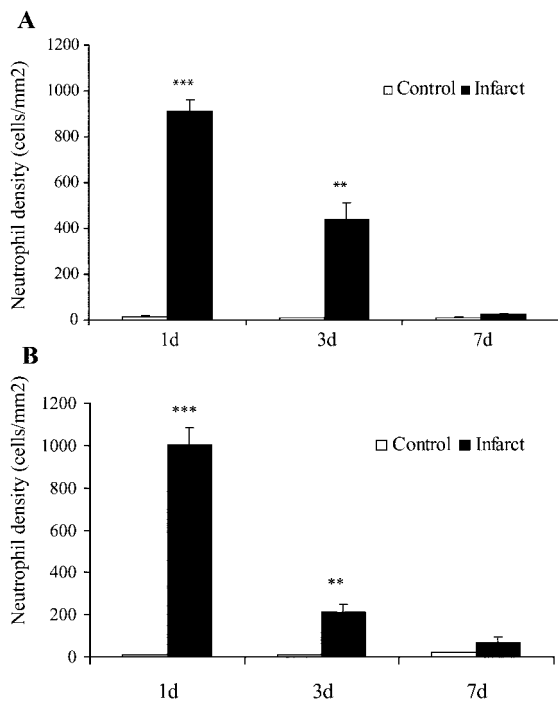 A
Neutrophil density (cells/mm2)
1200
1000
800
600
400
200
0
***
**
Control Infarct
1d 3d 7d
B
Neutrophil density (cells/mm2)
1200
1000
800
600
400
200
0
***
**
Control Infarct
1d 3d 7d